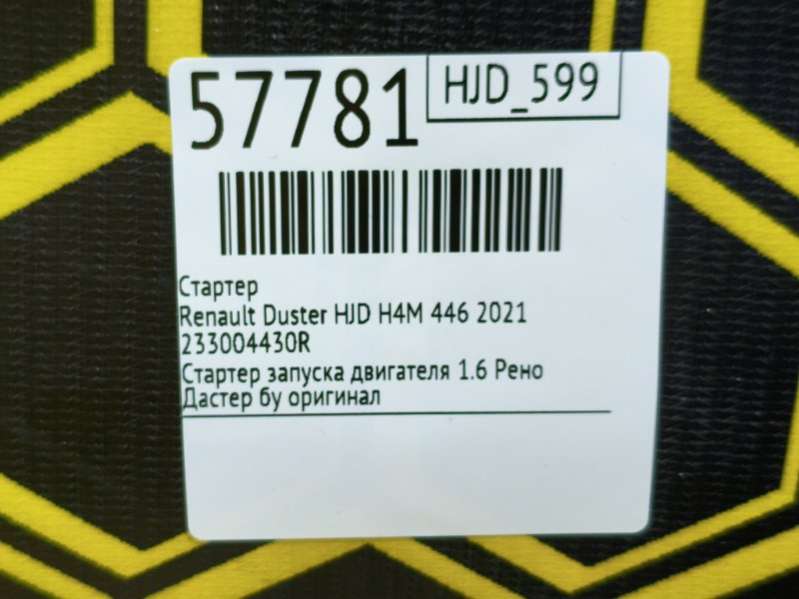 57781
HJD_599
Стартер
Renault Duster HJD H4M 446 2021
233004430R
Стартер запуска двигателя 1.6 Рено
Дастер бу оригинал